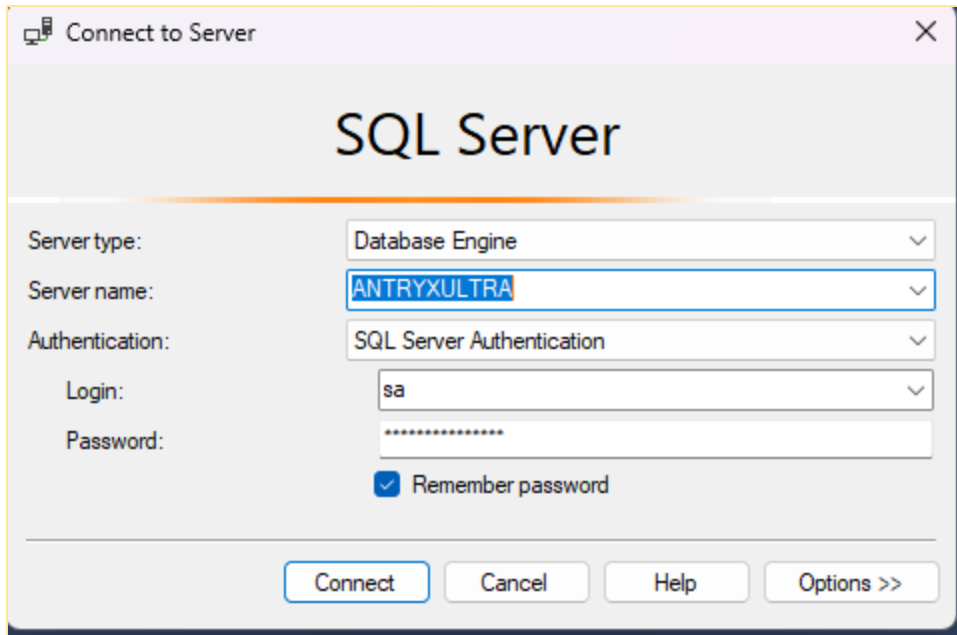 Connect to Server
SQL Server
Server type: Database Engine
Server name: ANTRYXULTRA
Authentication: SQL Server Authentication
Login: sa
Password: ***************
Remember password
Connect Cancel Help Options >>